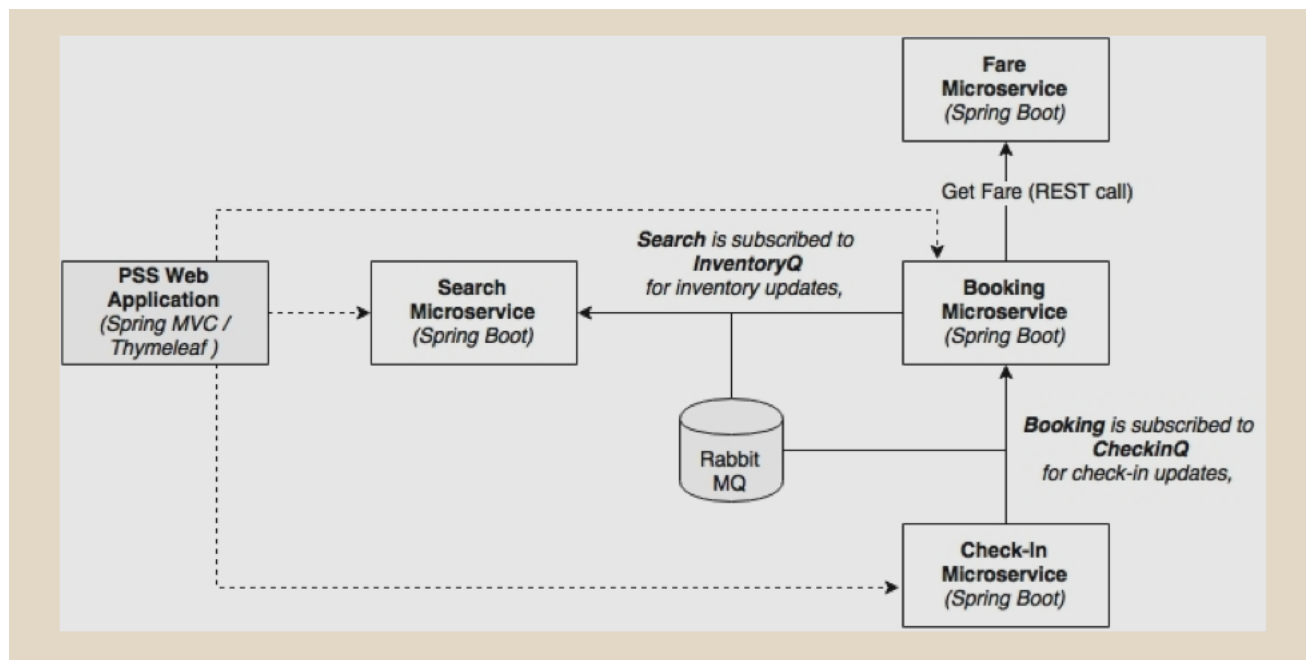 Fare
Microservice
(Spring Boot)
Get Fare (REST call)
Search is subscribed to
InventoryQ
for inventory updates,
PSS Web
Application
(Spring MVC /
Thymeleaf )
Search
Microservice
(Spring Boot)
Booking
Microservice
(Spring Boot)
Rabbit
MQ
Booking is subscribed to
CheckinQ
for check-in updates,
Check-In
Microservice
(Spring Boot)